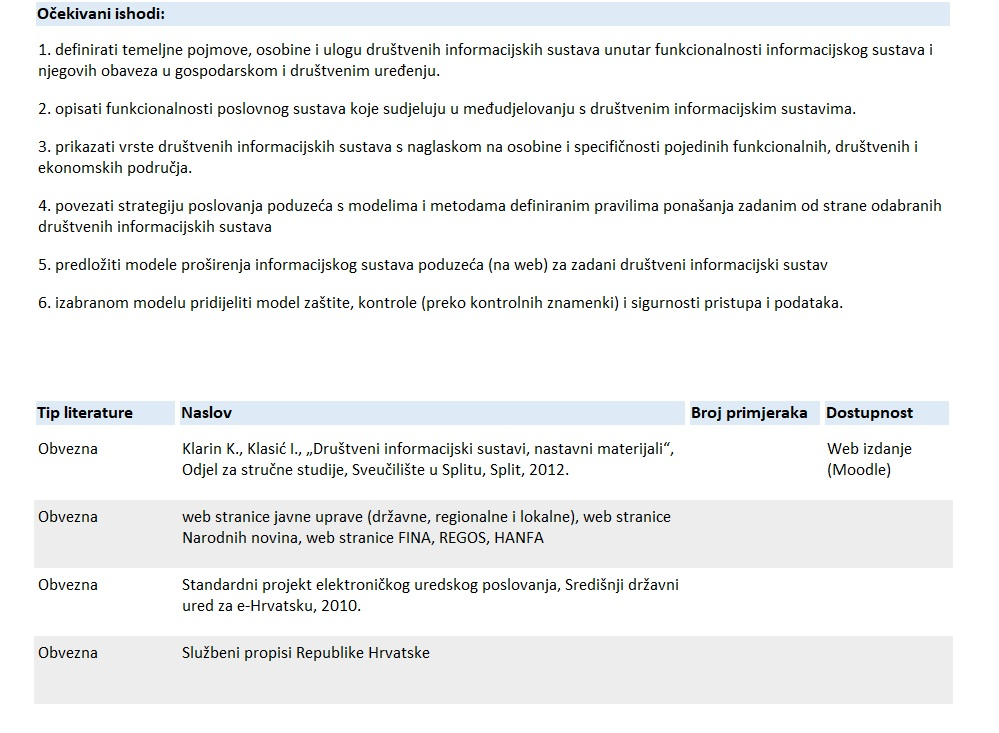 Očekivani ishodi:
1. definirati temeljne pojmove, osobine i ulogu društvenih informacijskih sustava unutar funkcionalnosti informacijskog sustava i
njegovih obaveza u gospodarskom i društvenim uređenju.
2. opisati funkcionalnosti poslovnog sustava koje sudjeluju u međudjelovanju s društvenim informacijskim sustavima.
3. prikazati vrste društvenih informacijskih sustava s naglaskom na osobine i specifičnosti pojedinih funkcionalnih, društvenih i
ekonomskih područja.
4. povezati strategiju poslovanja poduzeća s modelima i metodama definiranim pravilima ponašanja zadanim od strane odabranih
društvenih informacijskih sustava
5. predložiti modele proširenja informacijskog sustava poduzeća (na web) za zadani društveni informacijski sustav
6. izabranom modelu pridijeliti model zaštite, kontrole (preko kontrolnih znamenki) i sigurnosti pristupa i podataka.
Tip literature Naslov Broj primjeraka Dostupnost
Obvezna Klarin K., Klasić I., „Društveni informacijski sustavi, nastavni materijali“, Web izdanje
Odjel za stručne studije, Sveučilište u Splitu, Split, 2012. (Moodle)
Obvezna web stranice javne uprave (državne, regionalne i lokalne), web stranice
Narodnih novina, web stranice FINA, REGOS, HANFA
Obvezna Standardni projekt elektroničkog uredskog poslovanja, Središnji državni
ured za e-Hrvatsku, 2010.
Obvezna Službeni propisi Republike Hrvatske